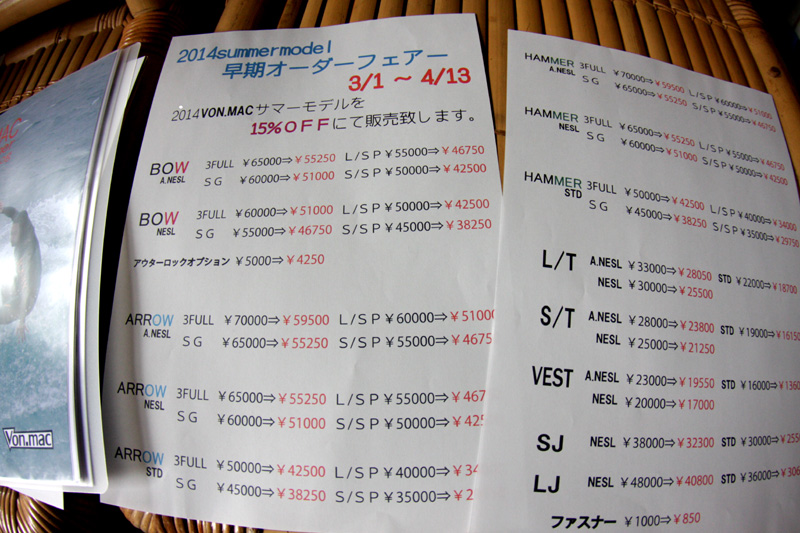 2014summermodel
早期オーダーフェアー
3/1 ～ 4/13
2014VON.MACサマーモデルを
15%OFFにて販売致します。
BOW A.NESL 3FULL ￥65000⇒￥55250 L/SP ￥55000⇒￥46750
SG ￥60000⇒￥51000 S/SP ￥50000⇒￥42500
BOW NESL 3FULL ￥60000⇒￥51000 L/SP ￥50000⇒￥42500
SG ￥55000⇒￥46750 S/SP ￥45000⇒￥38250
アウターロックオプション ￥5000⇒￥4250
ARROW A.NESL 3FULL ￥70000⇒￥59500 L/SP ￥60000⇒￥51000
SG ￥65000⇒￥55250 S/SP ￥55000⇒￥4675
ARROW NESL 3FULL ￥65000⇒￥55250 L/SP ￥55000⇒￥467
SG ￥60000⇒￥51000 S/SP ￥50000⇒￥425
ARROW STD 3FULL ￥50000⇒￥42500 L/SP ￥40000⇒￥34
SG ￥45000⇒￥38250 S/SP ￥35000⇒￥2
HAMMER A.NESL 3FULL ￥70000⇒￥59500 L/SP ￥60000⇒￥51000
SG ￥65000⇒￥55250 S/SP ￥55000⇒￥46750
HAMMER NESL 3FULL ￥65000⇒￥55250 L/SP ￥55000⇒￥46750
SG ￥60000⇒￥51000 S/SP ￥50000⇒￥42500
HAMMER STD 3FULL ￥50000⇒￥42500 L/SP ￥40000⇒￥34000
SG ￥45000⇒￥38250 S/SP ￥35000⇒￥29750
L/T A.NESL ￥33000⇒￥28050 STD ￥22000⇒￥18700
NESL ￥30000⇒￥25500
S/T A.NESL ￥28000⇒￥23800 STD ￥19000⇒￥16150
NESL ￥25000⇒￥21250
VEST A.NESL ￥23000⇒￥19550 STD ￥16000⇒￥1360
NESL ￥20000⇒￥17000
SJ NESL ￥38000⇒￥32300 STD ￥30000⇒￥255
LJ NESL ￥48000⇒￥40800 STD ￥36000⇒￥306
ファスナー ￥1000⇒￥850
Von.mac